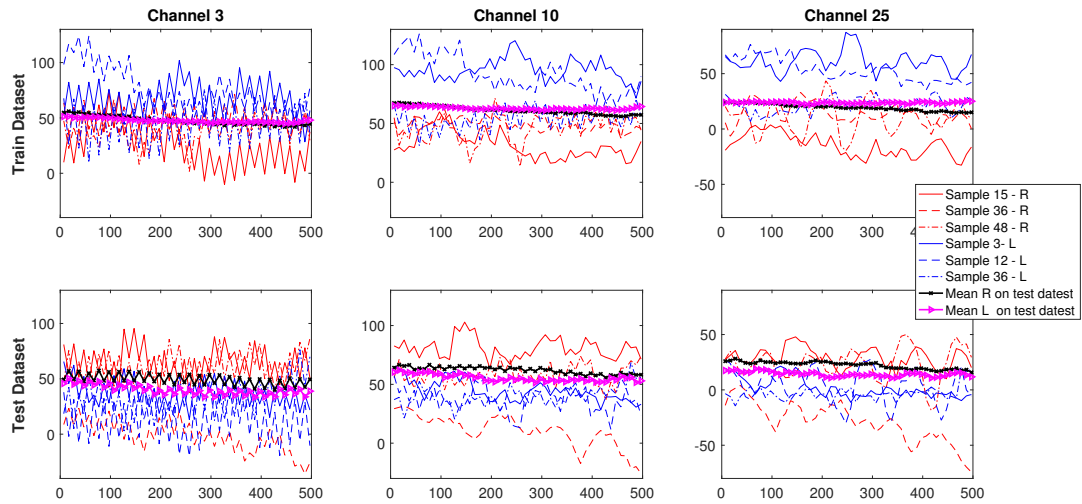 Channel 3
Channel 10
Channel 25
Train Dataset
100
50
0
0 100 200 300 400 500
100
50
0
0 100 200 300 400 500
50
0
-50
0 100 200 300
500
Sample 15 - R
Sample 36 - R
Sample 48 - R
Sample 3- L
Sample 12 - L
Sample 36 - L
Mean R on test datest
Mean L on test datest
Test Dataset
100
50
0
0 100 200 300 400 500
100
50
0
0 100 200 300 400 500
50
0
-50
0 100 200 300 400 500